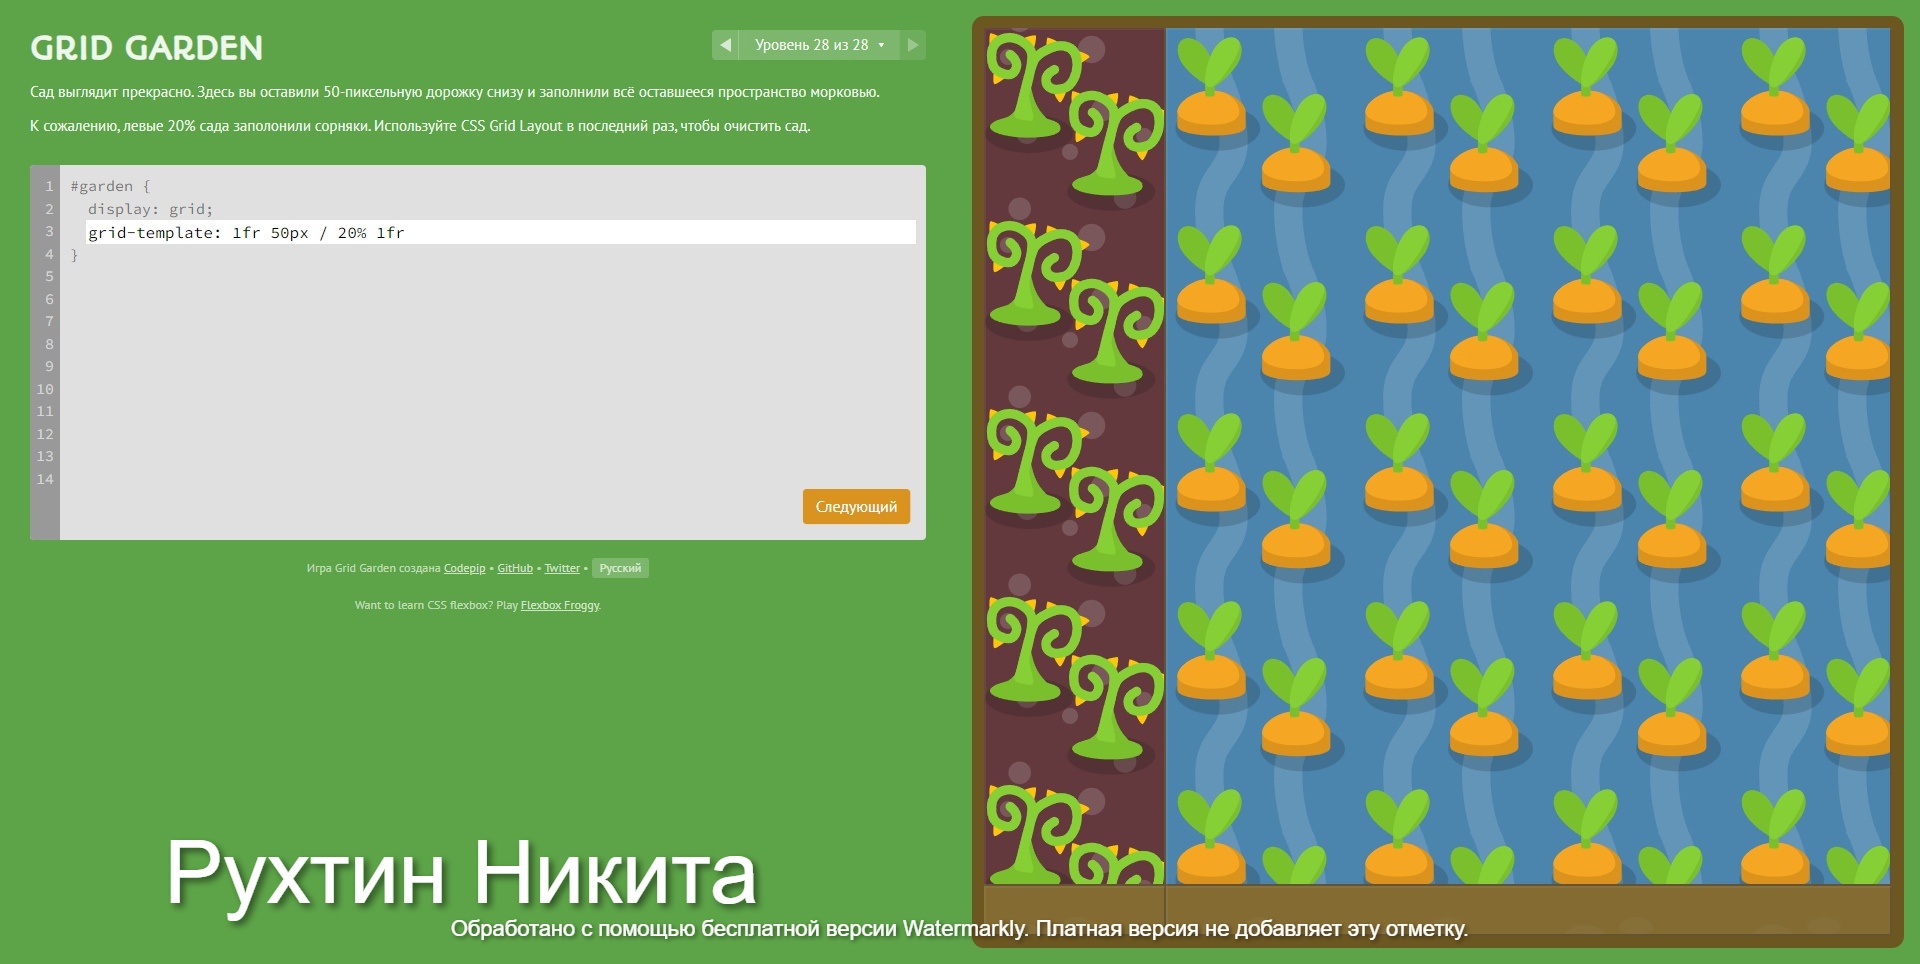 GRID GARDEN
Уровень 28 из 28
Сад выглядит прекрасно. Здесь вы оставили 50-пиксельную дорожку снизу и заполнили всё оставшееся пространство морковью.
К сожалению, левые 20% сада заполонили сорняки. Используйте CSS Grid Layout в последний раз, чтобы очистить сад.
1 #garden {
2 display: grid;
3 grid-template: 1fr 50px / 20% 1fr
4 }
5
6
7
8
9
10
11
12
13
14
Следующий
Игра Grid Garden создана Codepip • GitHub • Twitter • Русский
Want to learn CSS flexbox? Play Flexbox Froggy.
Рухтин Никита
Обработано с помощью бесплатной версии Watermarkly. Платная версия не добавляет эту отметку.